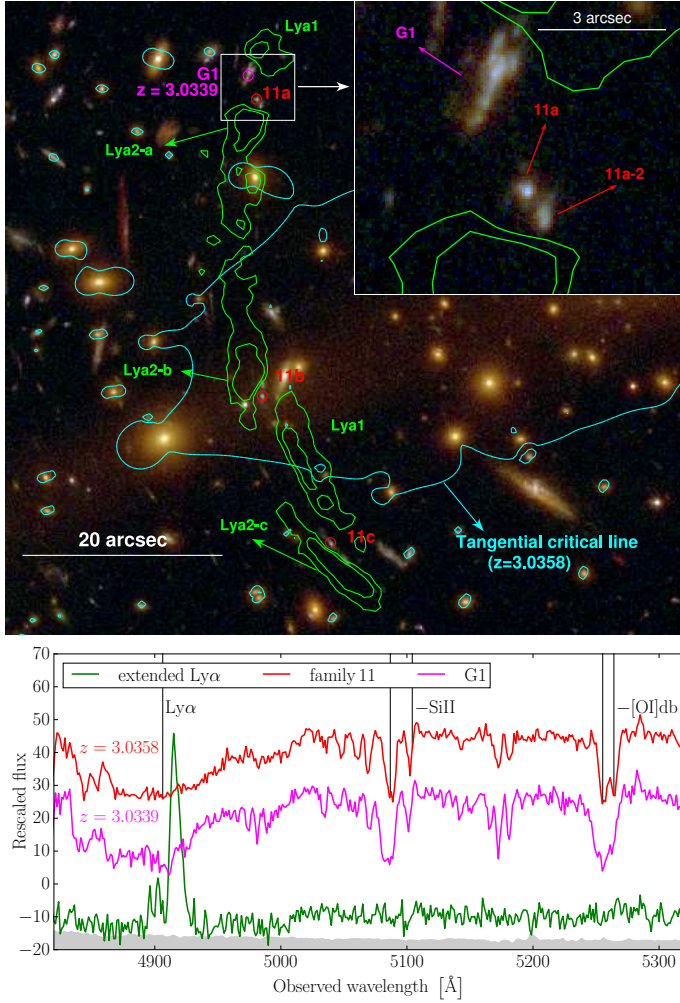 Lya1
3 arcsec
G1
G1
z = 3.0339
11a
11a
Lya2-a
11a-2
Lya2-b
11b
Lya1
Lya2-c
20 arcsec
11c
Tangential critical line
(z=3.0358)
70
60
50
40
30
20
10
0
−10
−20
Rescaled flux
extended Lyα
family 11
G1
Lyα
−SiII
−[OI]db
z = 3.0358
z = 3.0339
4900
5000
5100
5200
5300
Observed wavelength [Å]